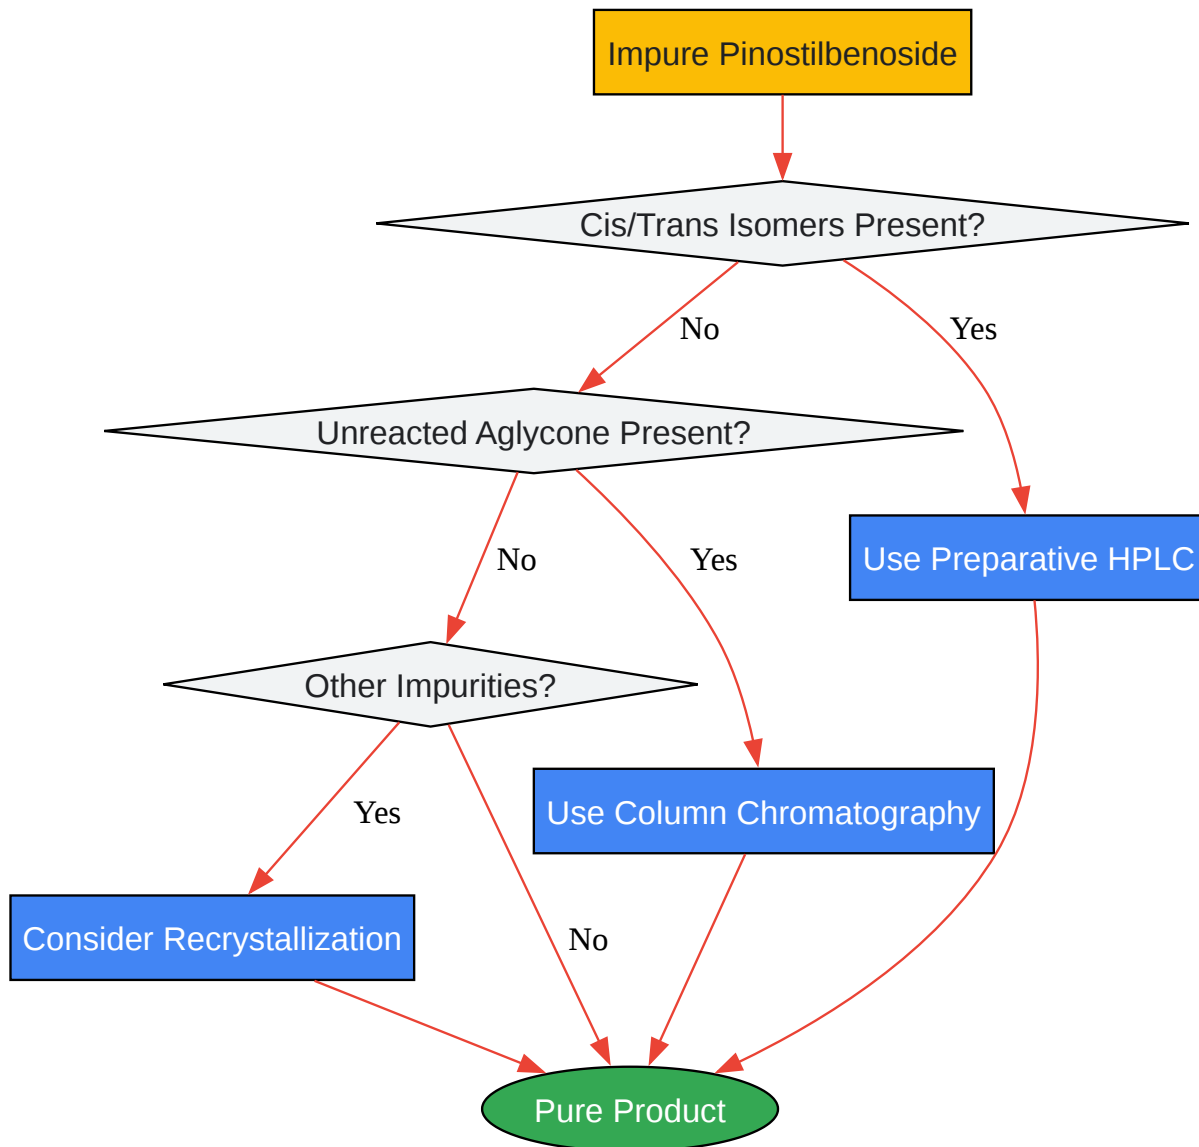 Impure Pinostilbenoside
Cis/Trans Isomers Present?
No
Yes
Unreacted Aglycone Present?
No
Yes
Use Preparative HPLC
Other Impurities?
Yes
Use Column Chromatography
Consider Recrystallization
No
Pure Product